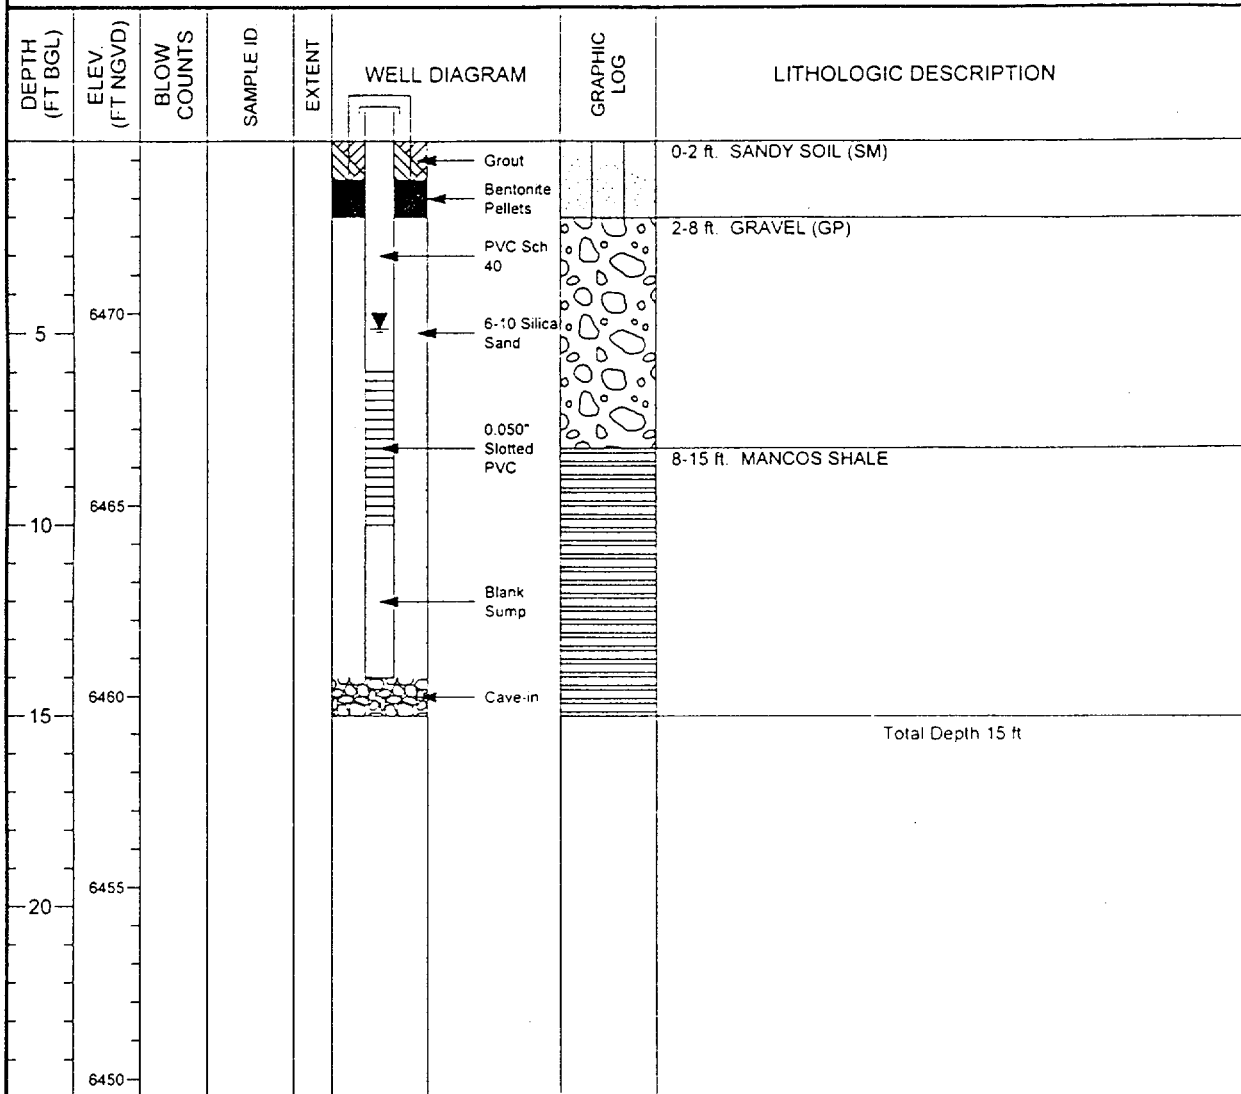 DEPTH
(FT BGL)
ELEV.
(FT NGVD)
BLOW
COUNTS
SAMPLE ID
EXTENT
WELL DIAGRAM
GRAPHIC
LOG
LITHOLOGIC DESCRIPTION
0-2 ft. SANDY SOIL (SM)
Grout
Bentonite
Pellets
2-8 ft. GRAVEL (GP)
PVC Sch
40
6470
5
6-10 Silica
Sand
0.050"
Slotted
PVC
8-15 ft. MANCOS SHALE
6465
10
Blank
Sump
6460
Cave-in
15
Total Depth 15 ft
6455
20
6450